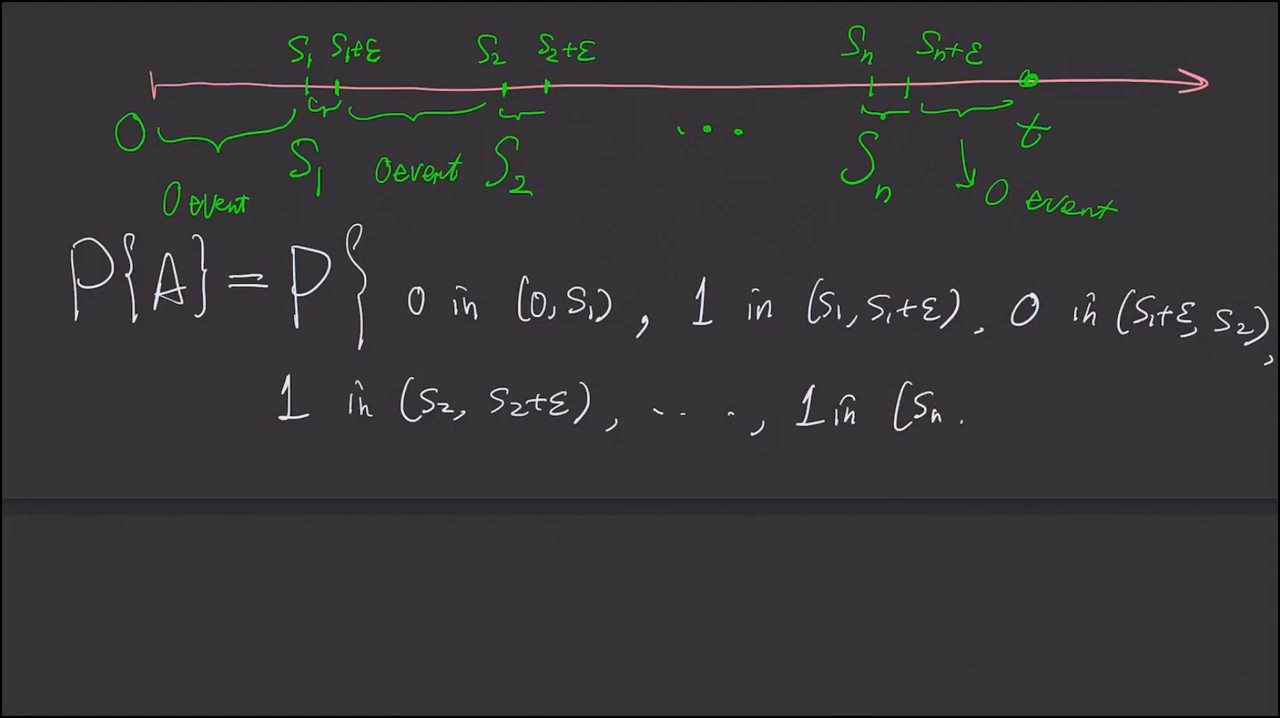 s₁ s₁+ε s₂ s₂+ε sₙ sₙ+ε
0 S₁ 0 event S₂ ... Sₙ t
0 event 0 event
P{A} = P{ 0 in (0, s₁), 1 in (s₁, s₁+ε), 0 in (s₁+ε, s₂),
1 in (s₂, s₂+ε), ....., 1 in (sₙ .